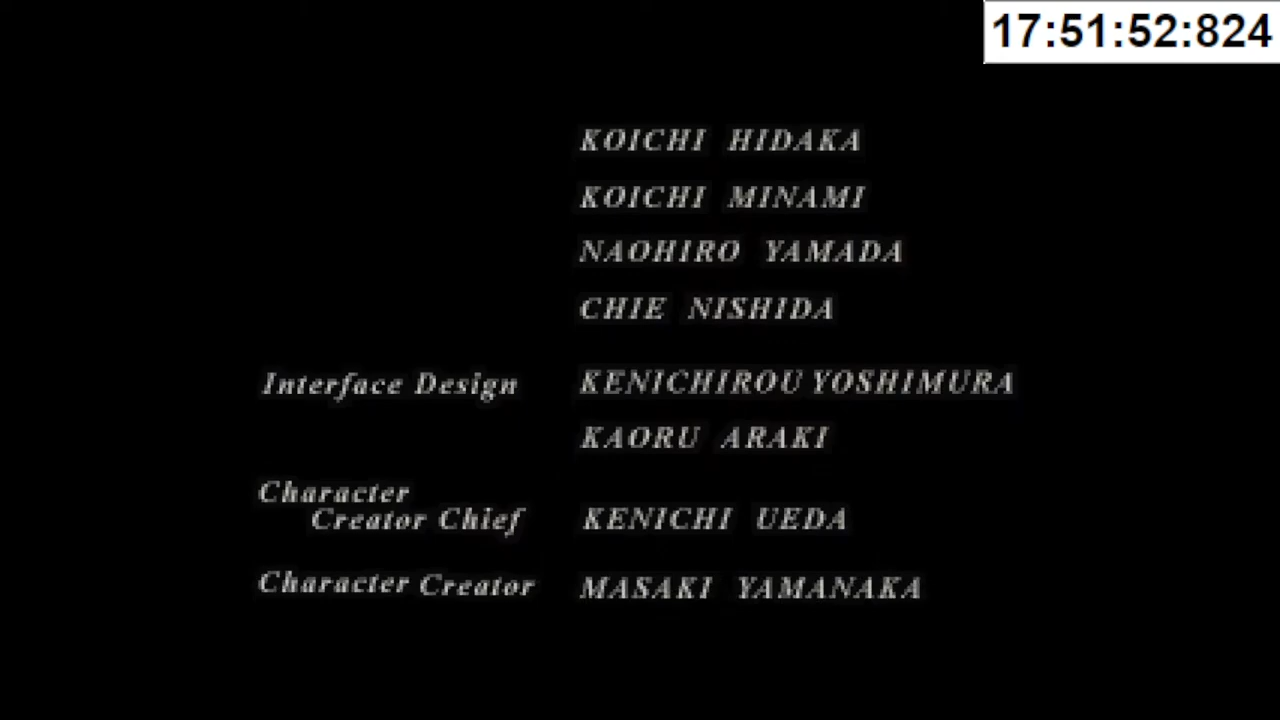 17:51:52:824
KOICHI HIDAKA
KOICHI MINAMI
NAOHIRO YAMADA
CHIE NISHIDA
Interface Design KENICHIROU YOSHIMURA
KAORU ARAKI
Character
Creator Chief KENICHI UEDA
Character Creator MASAKI YAMANAKA